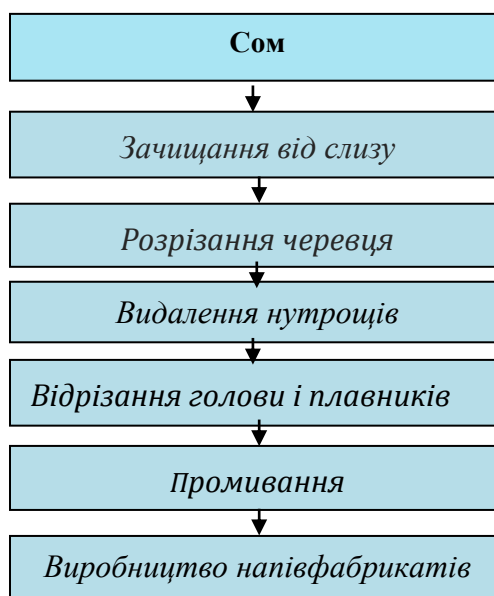 Сом
Зачищання від слизу
Розрізання черевця
Видалення нутрощів
Відрізання голови і плавників
Промивання
Виробництво напівфабрикатів